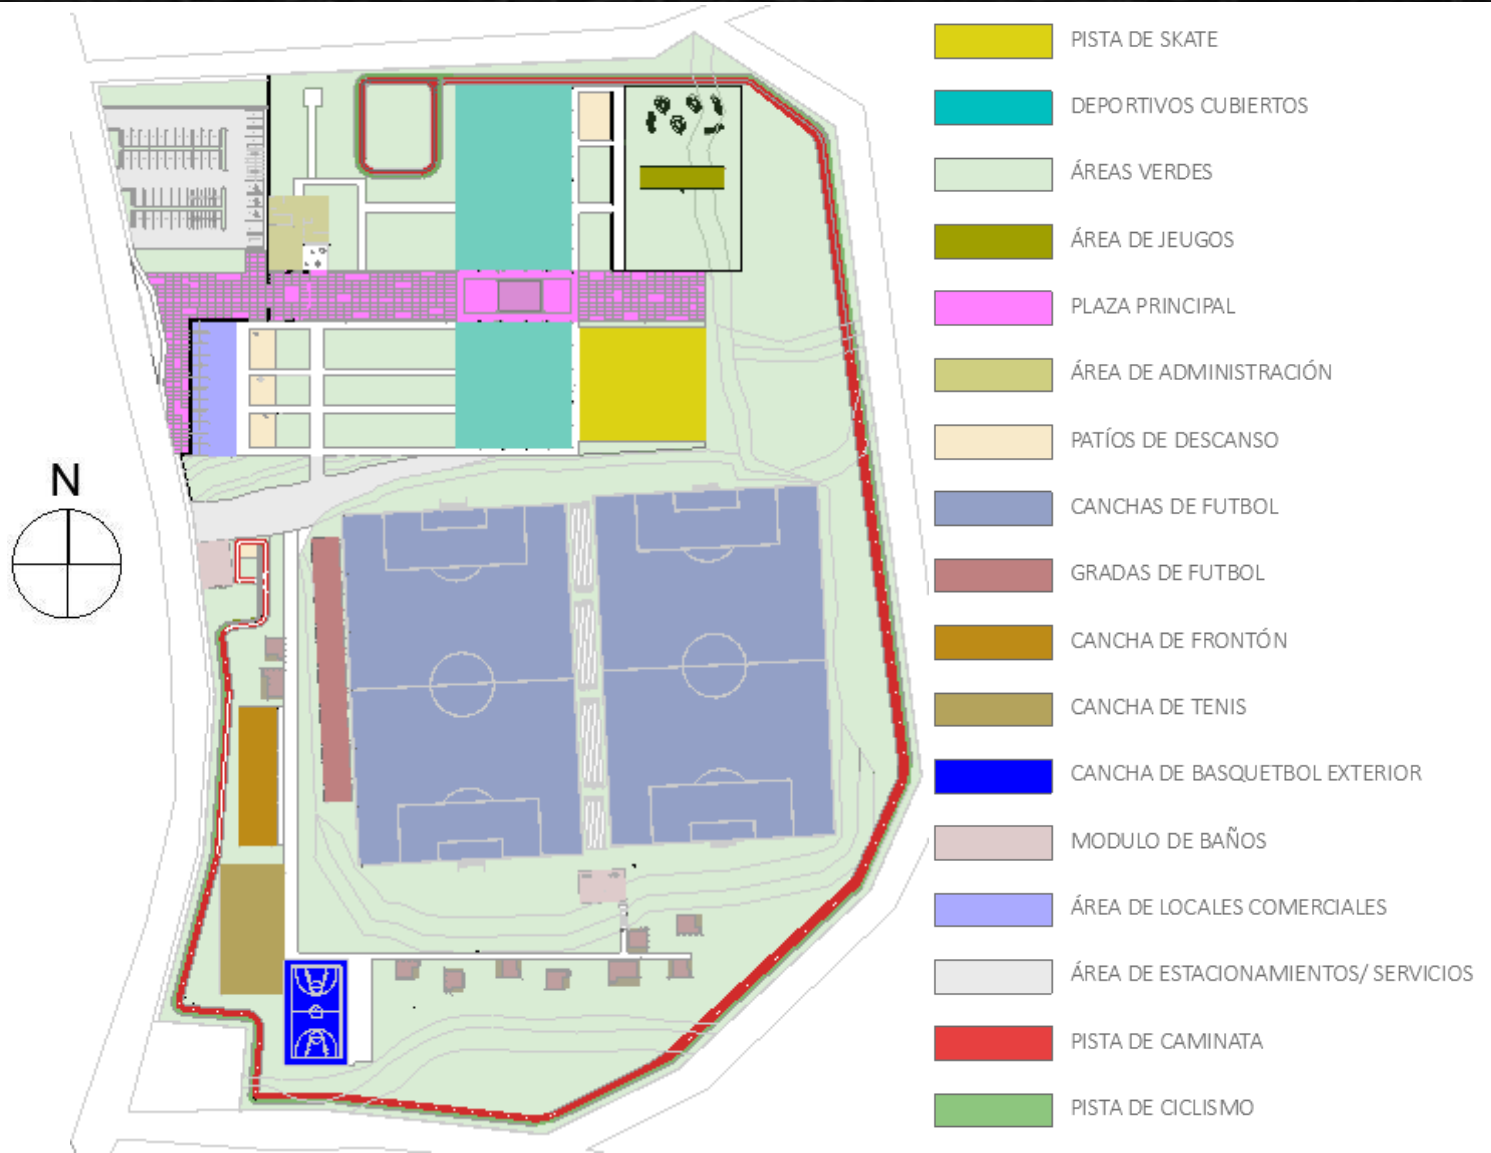 PISTA DE SKATE
DEPORTIVOS CUBIERTOS
ÁREAS VERDES
ÁREA DE JEUGOS
PLAZA PRINCIPAL
ÁREA DE ADMINISTRACIÓN
PATÍOS DE DESCANSO
N
CANCHAS DE FUTBOL
GRADAS DE FUTBOL
CANCHA DE FRONTÓN
CANCHA DE TENIS
CANCHA DE BASQUETBOL EXTERIOR
MODULO DE BAÑOS
ÁREA DE LOCALES COMERCIALES
ÁREA DE ESTACIONAMIENTOS/ SERVICIOS
PISTA DE CAMINATA
PISTA DE CICLISMO